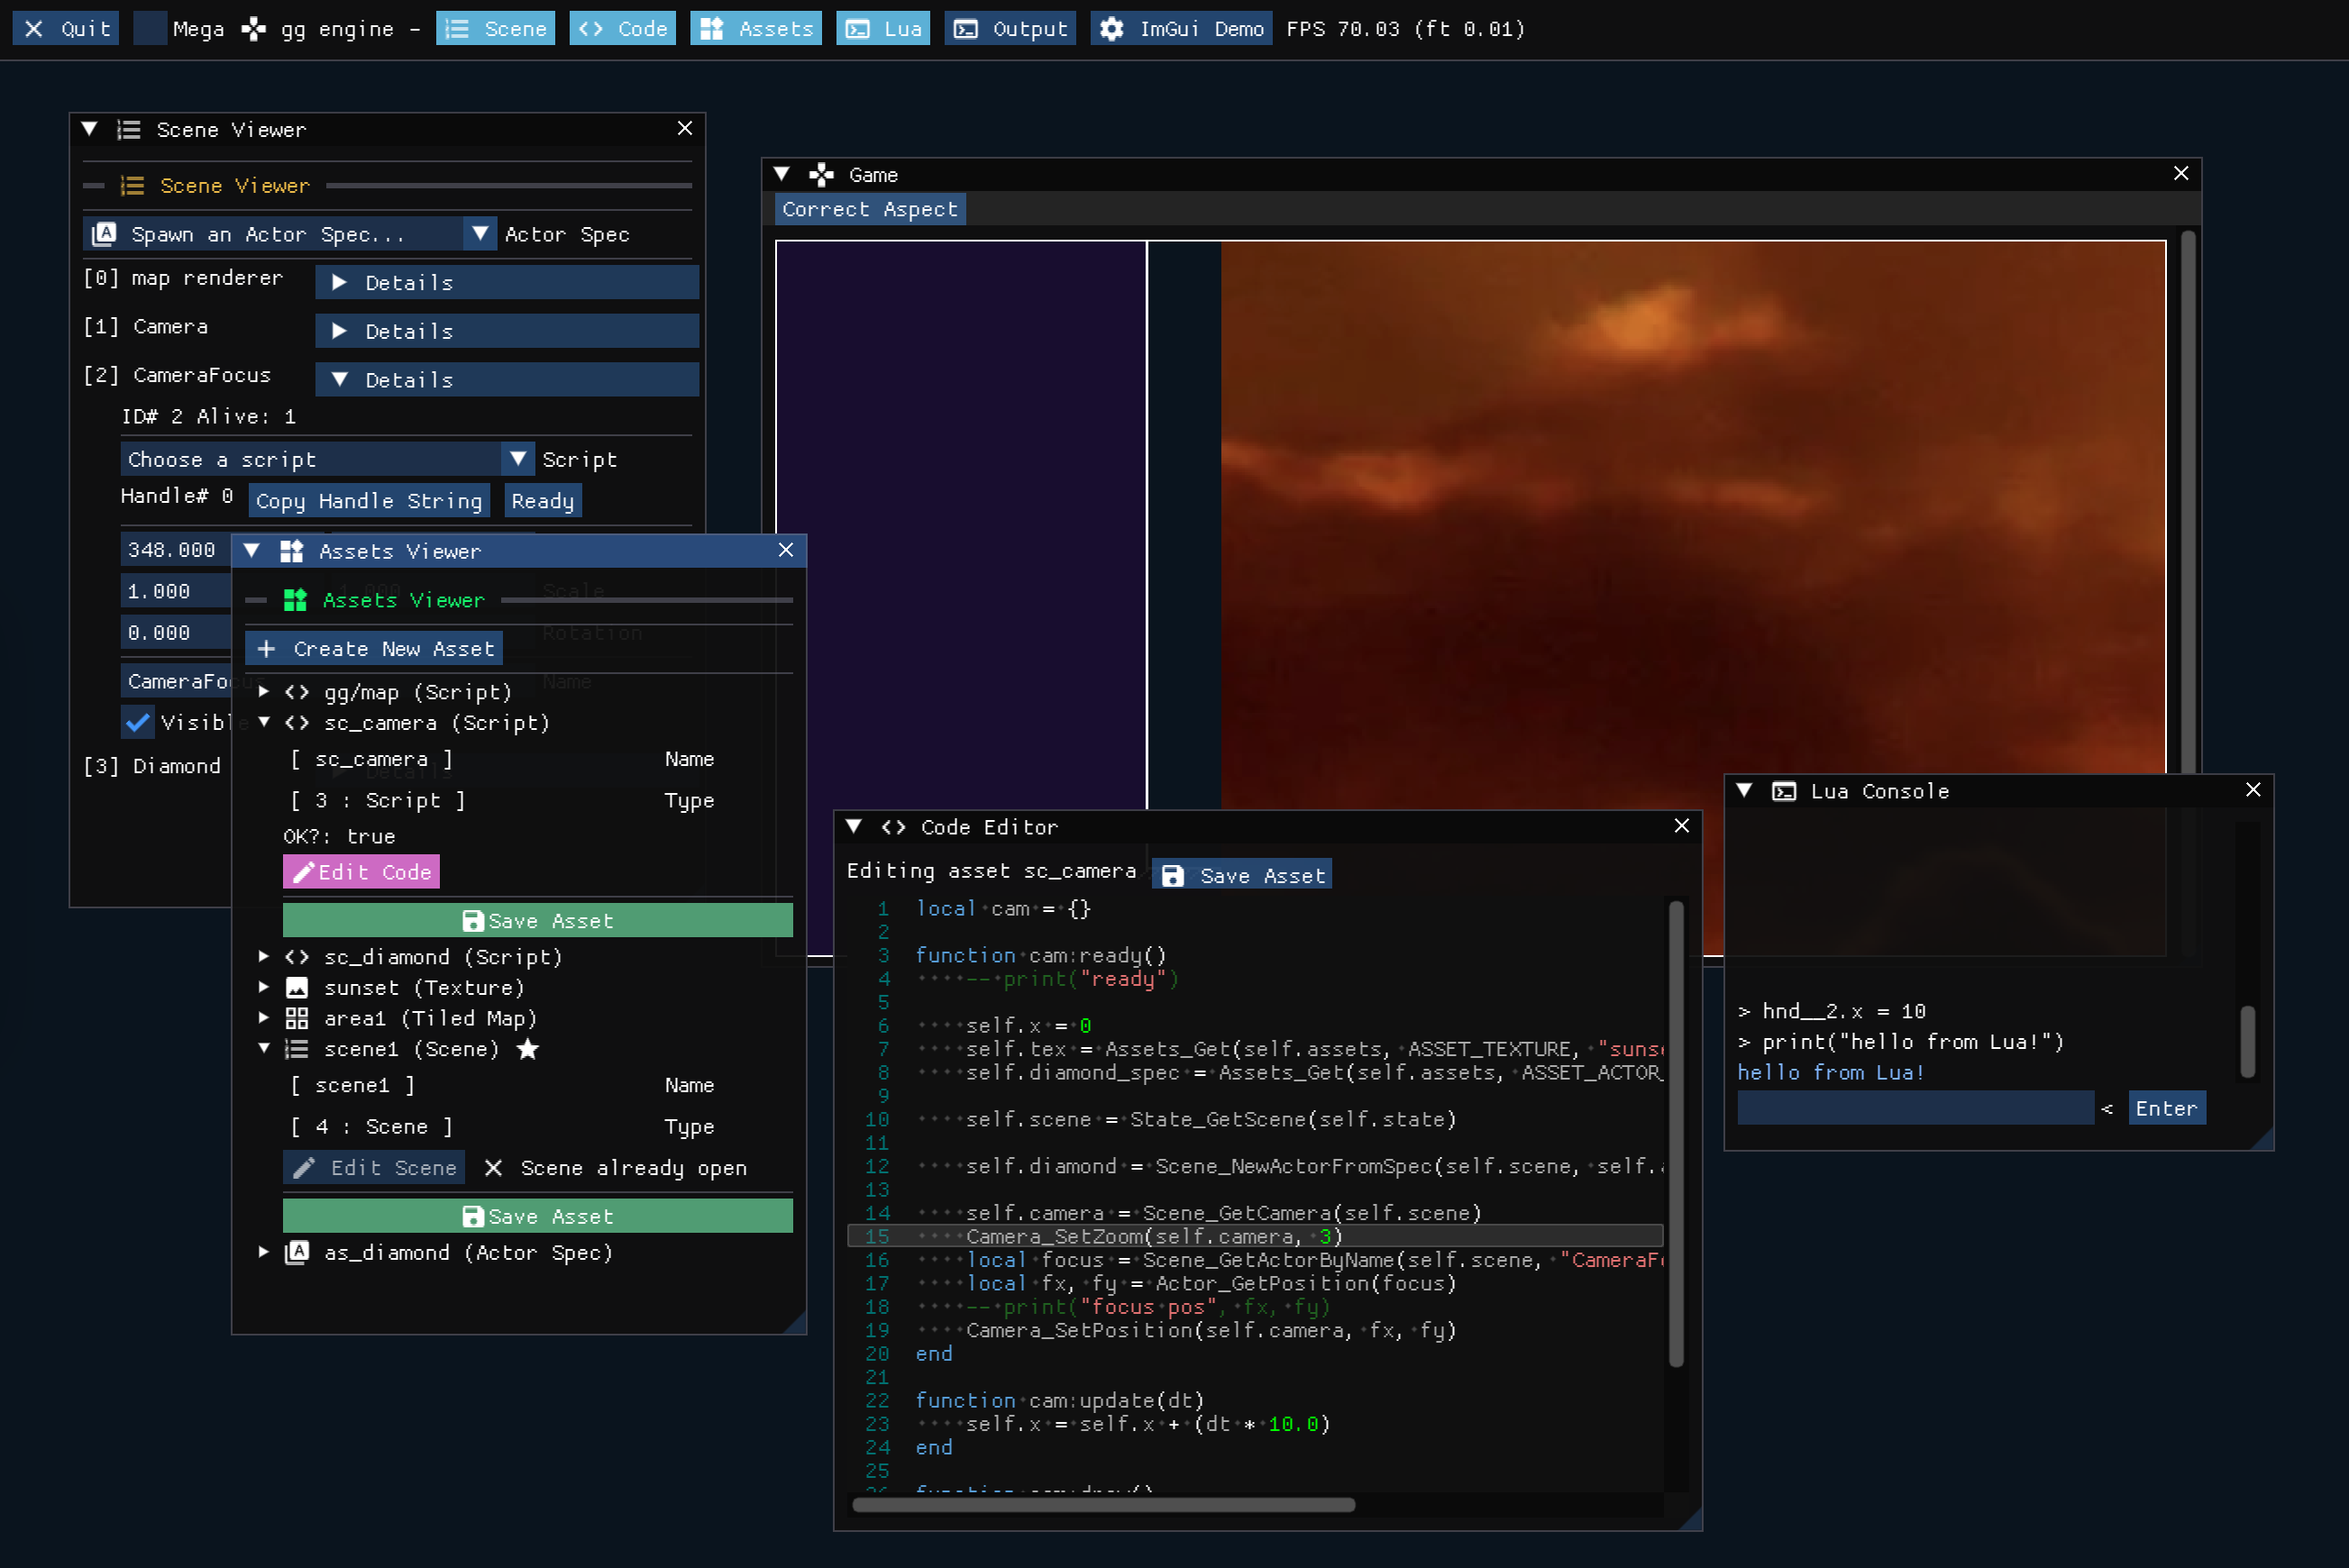 Quit Mega gg engine - Scene Code Assets Lua Output ImGui Demo FPS 70.03 (ft 0.01)
Scene Viewer
Scene Viewer
Spawn an Actor Spec... Actor Spec
[0] map renderer Details
[1] Camera Details
[2] CameraFocus Details
ID# 2 Alive: 1
Choose a script Script
Handle# 0 Copy Handle String Ready
348.000
1.000 Scale
0.000 Rotation
Name
[3] Diamond Details
Game
Correct Aspect
Assets Viewer
Assets Viewer
+ Create New Asset
gg/map (Script)
sc_camera (Script)
[ sc_camera ] Name
[ 3 : Script ] Type
OK?: true
Edit Code
Save Asset
sc_diamond (Script)
sunset (Texture)
area1 (Tiled Map)
scene1 (Scene)
[ scene1 ] Name
[ 4 : Scene ] Type
Edit Scene Scene already open
Save Asset
as_diamond (Actor Spec)
Code Editor
Editing asset sc_camera Save Asset
1 local cam = {}
2
3 function cam:ready()
4 -- print("ready")
5
6 self.x = 0
7 self.tex = Assets_Get(self.assets, ASSET_TEXTURE,
8 self.diamond_spec = Assets_Get(self.assets, ASSET_ACTOR_
9
10 self.scene = State_GetScene(self.state)
11
12 self.diamond = Scene_NewActorFromSpec(self.scene,
13
14 self.camera = Scene_GetCamera(self.scene)
15 Camera_SetZoom(self.camera, 3)
16 local focus = Scene_GetActorByName(self.scene,
17 local fx, fy = Actor_GetPosition(focus)
18 -- print("focus pos", fx, fy)
19 Camera_SetPosition(self.camera, fx, fy)
20 end
21
22 function cam:update(dt)
23 self.x = self.x + (dt * 10.0)
24 end
25
Lua Console
> hnd__2.x = 10
> print("hello from Lua!")
hello from Lua!
< Enter